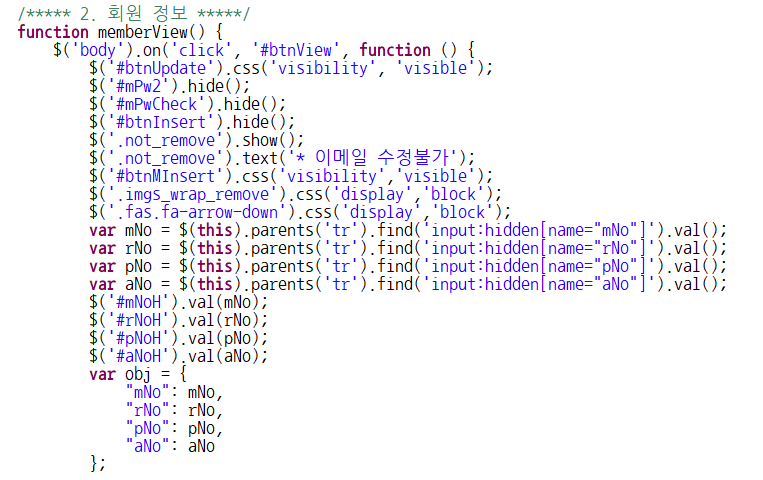 /***** 2. 회원 정보 *****/
function memberView() {
    $('body').on('click', '#btnView', function () {
        $('#btnUpdate').css('visibility', 'visible');
        $('#mPw2').hide();
        $('#mPwCheck').hide();
        $('#btnInsert').hide();
        $('.not_remove').show();
        $('.not_remove').text('* 이메일 수정불가');
        $('#btnMInsert').css('visibility','visible');
        $('.imgs_wrap_remove').css('display','block');
        $('.fas.fa-arrow-down').css('display','block');
        var mNo = $(this).parents('tr').find('input:hidden[name="mNo"]').val();
        var rNo = $(this).parents('tr').find('input:hidden[name="rNo"]').val();
        var pNo = $(this).parents('tr').find('input:hidden[name="pNo"]').val();
        var aNo = $(this).parents('tr').find('input:hidden[name="aNo"]').val();
        $('#mNoH').val(mNo);
        $('#rNoH').val(rNo);
        $('#pNoH').val(pNo);
        $('#aNoH').val(aNo);
        var obj = {
            "mNo": mNo,
            "rNo": rNo,
            "pNo": pNo,
            "aNo": aNo
        };